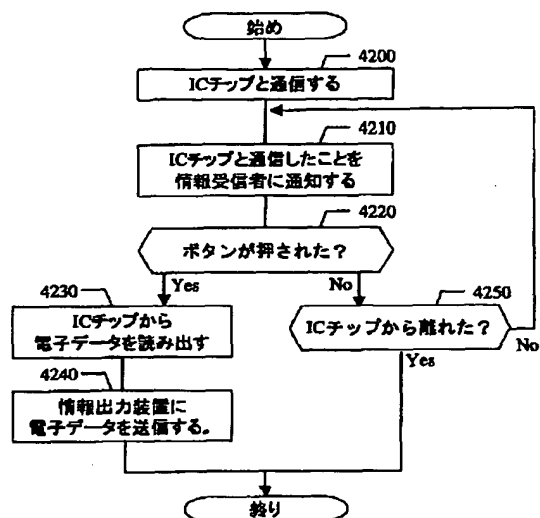 始め
4200
ICチップと通信する
4210
ICチップと通信したことを
情報受信者に通知する
4220
ボタンが押された？
Yes
No
4230
ICチップから
電子データを読み出す
4250
ICチップから離れた？
No
Yes
4240
情報出力装置に
電子データを送信する。
終り